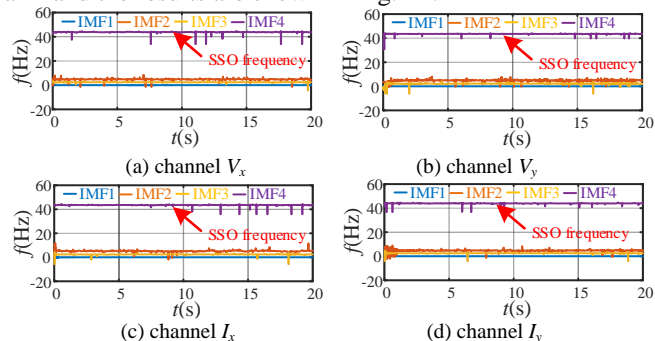 IMF1 IMF2 IMF3 IMF4
IMF1 IMF2 IMF3 IMF4
60
40
20
0
-20
f(Hz)
SSO frequency
0 5 10 15 20
t(s)
60
40
20
0
-20
f(Hz)
SSO frequency
0 5 10 15 20
t(s)
(a) channel Vx
(b) channel Vy
IMF1 IMF2 IMF3 IMF4
60
40
20
0
-20
f(Hz)
SSO frequency
0 5 10 15 20
t(s)
IMF1 IMF2 IMF3 IMF4
60
40
20
0
-20
f(Hz)
SSO frequency
0 5 10 15 20
t(s)
(c) channel Ix
(d) channel Iy